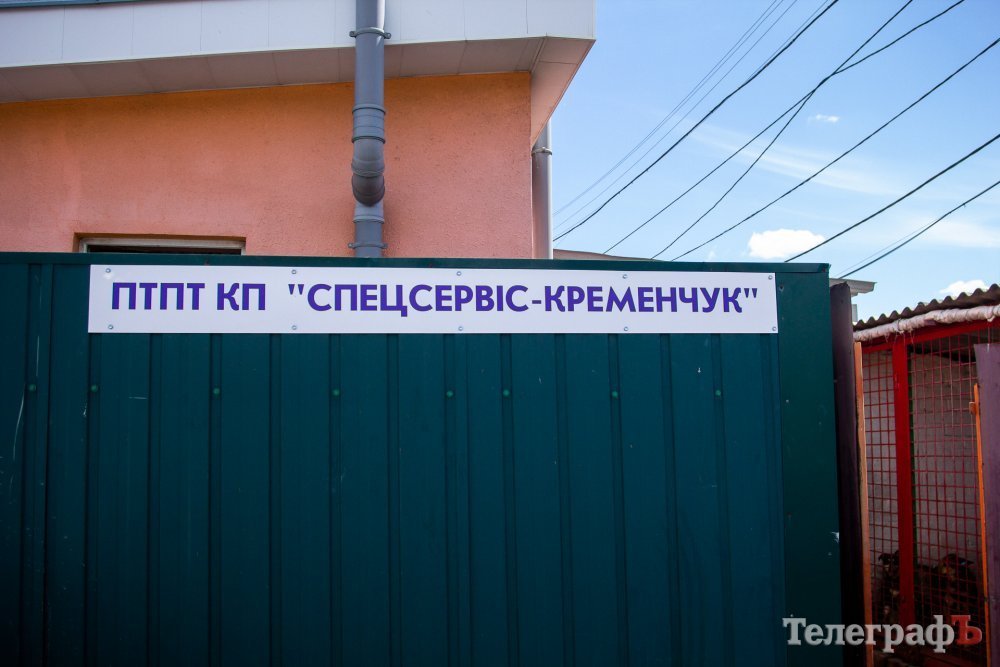 ПТПТ КП "СПЕЦСЕРВІС-КРЕМЕНЧУК"
ТелеграфЪ